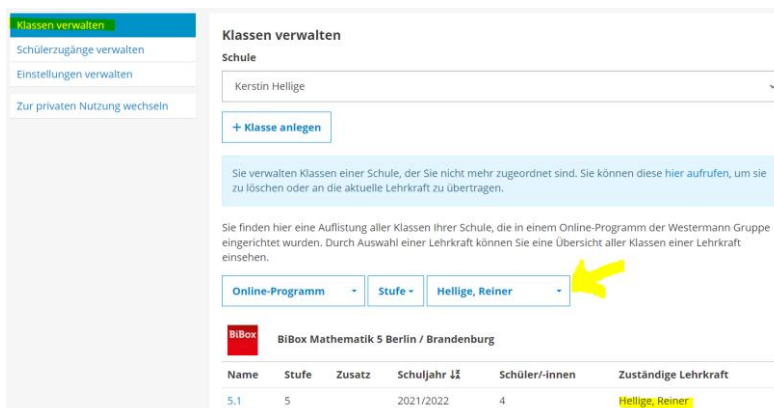 Klassen verwalten
Schülerzugänge verwalten
Einstellungen verwalten
Zur privaten Nutzung wechseln
Klassen verwalten
Schule
Kerstin Hellige
+ Klasse anlegen
Sie verwalten Klassen einer Schule, der Sie nicht mehr zugeordnet sind. Sie können diese hier aufrufen, um sie
zu löschen oder an die aktuelle Lehrkraft zu übertragen.
Sie finden hier eine Auflistung aller Klassen Ihrer Schule, die in einem Online-Programm der Westermann Gruppe
eingerichtet wurden. Durch Auswahl einer Lehrkraft können Sie eine Übersicht aller Klassen einer Lehrkraft
einsehen.
Online-Programm Stufe Hellige, Reiner
BiBox BiBox Mathematik 5 Berlin / Brandenburg
Name Stufe Zusatz Schuljahr Schüler/-innen Zuständige Lehrkraft
5.1 5 2021/2022 4 Hellige, Reiner